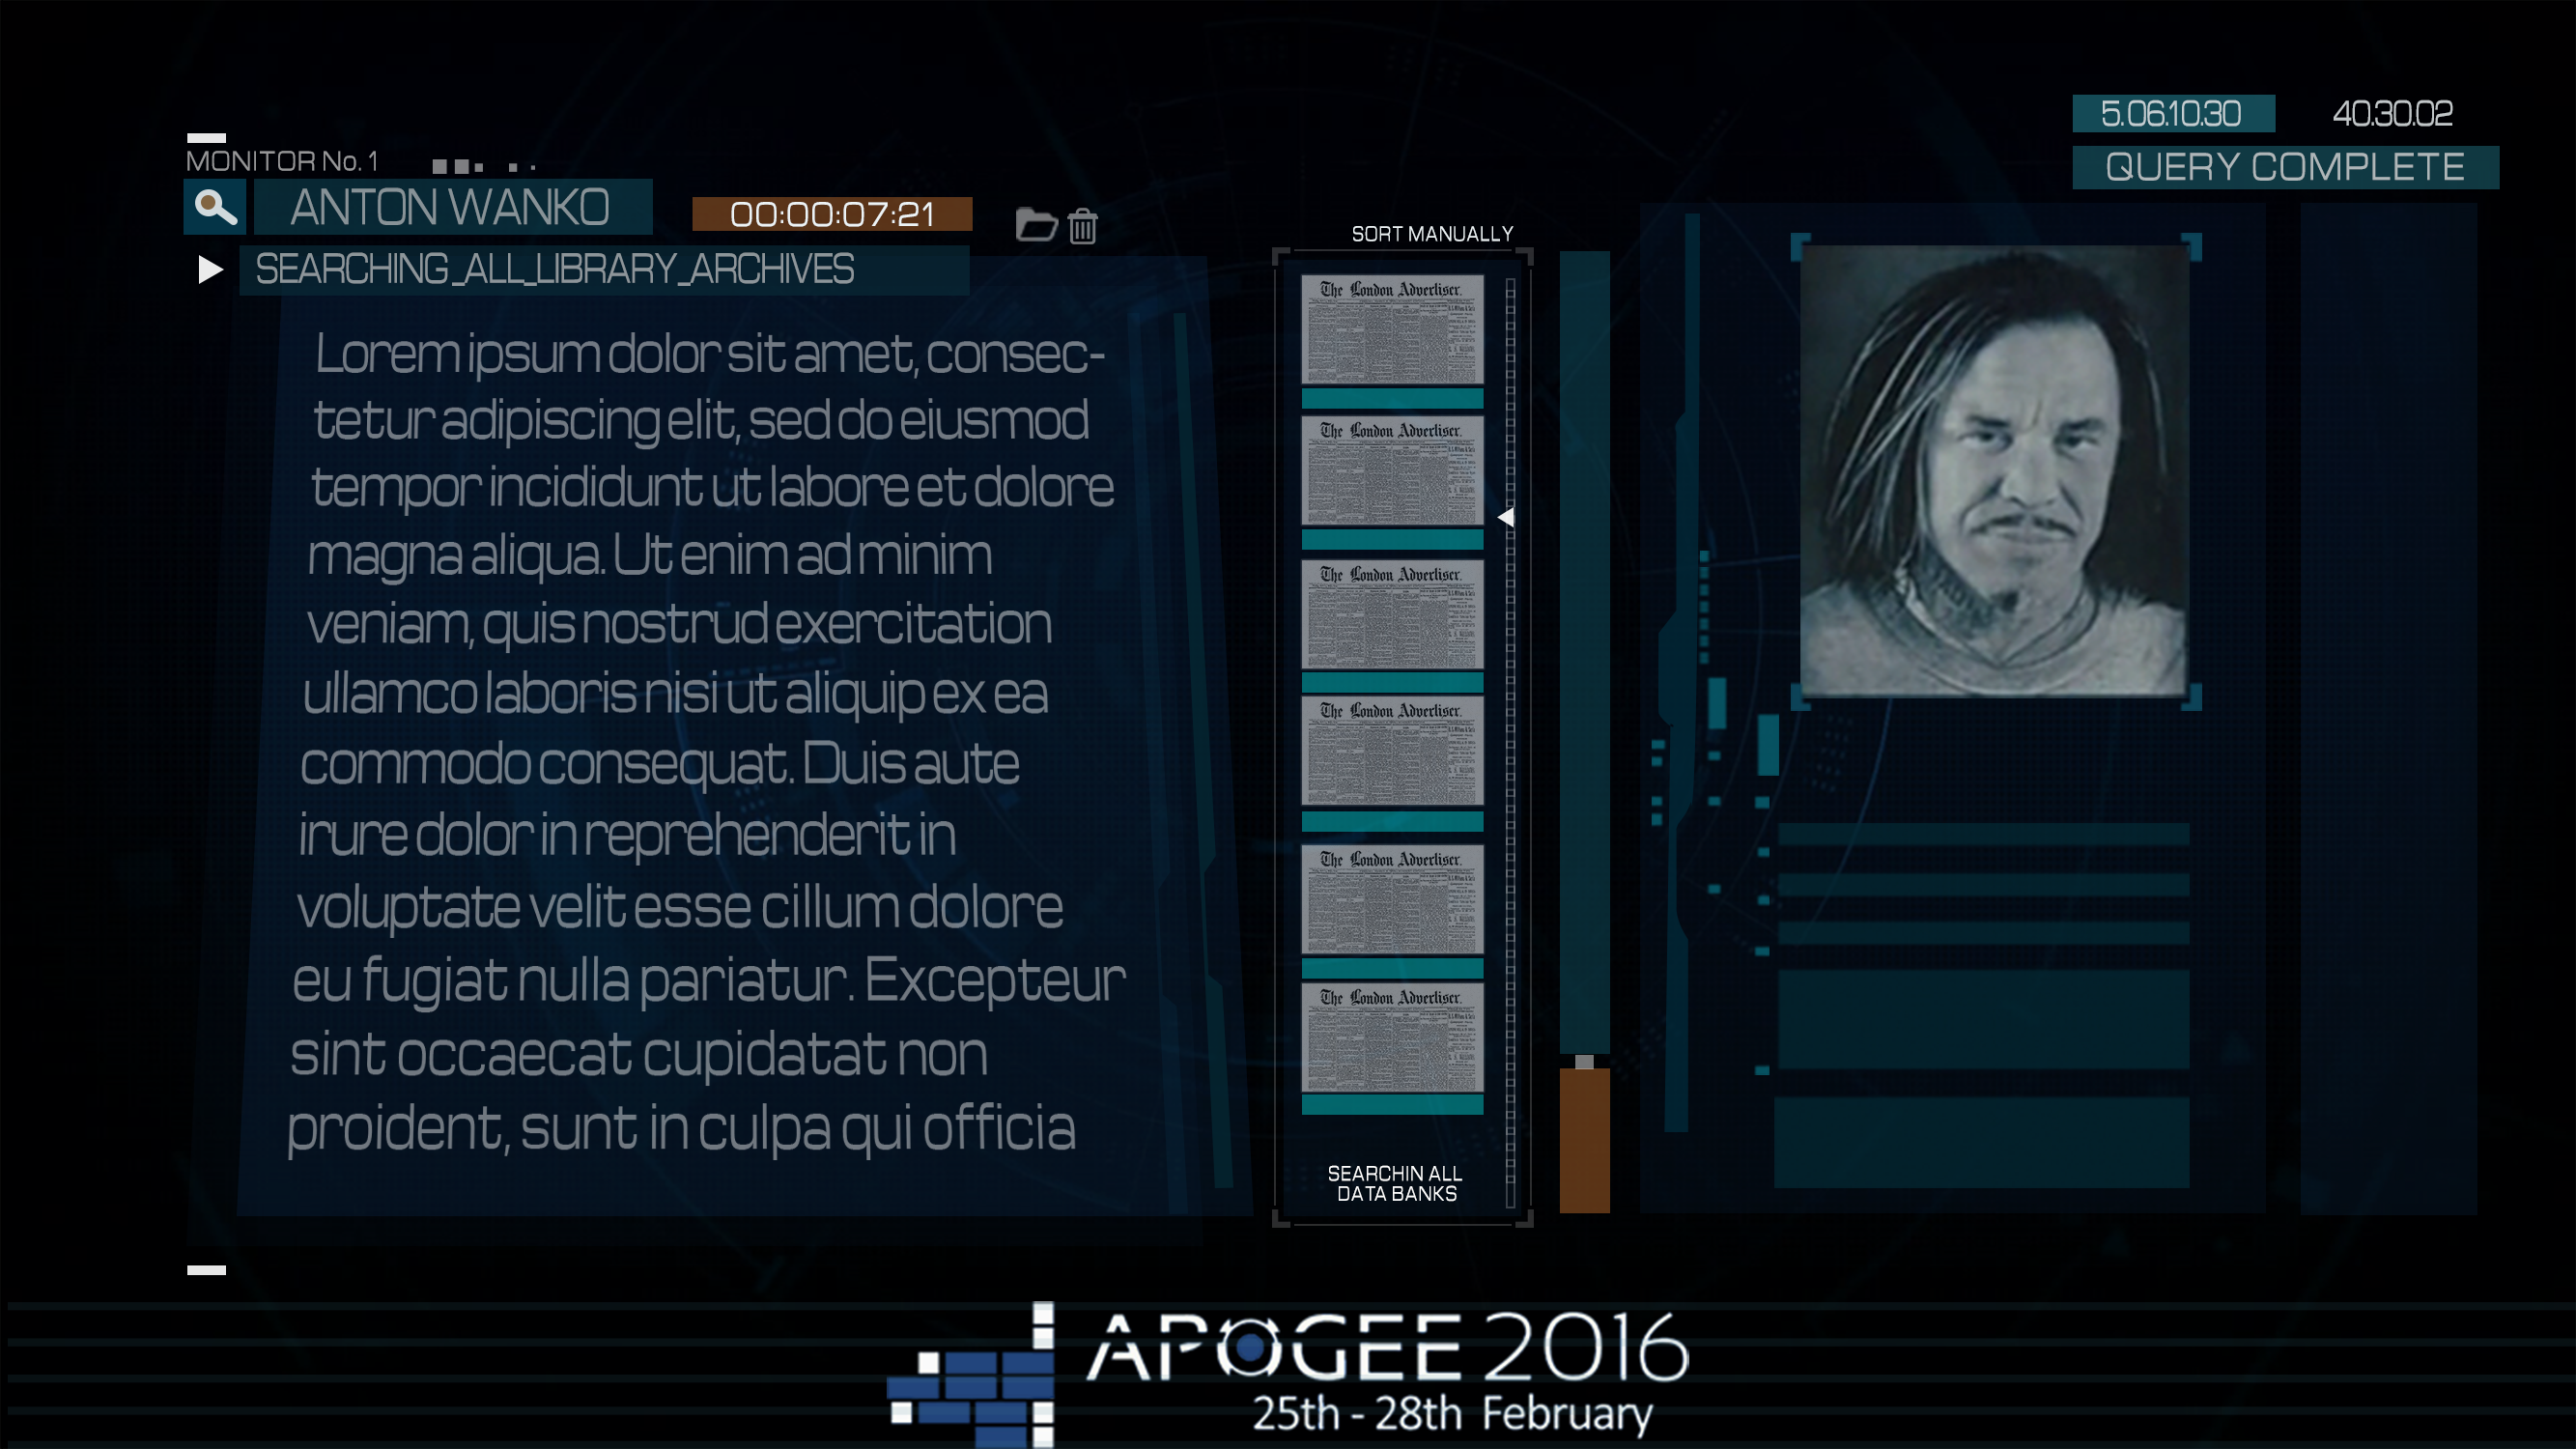 5.06.10.30
40.30.02
QUERY COMPLETE
MONITOR No. 1
ANTON WANKO
00:00:07:21
SEARCHING_ALL_LIBRARY_ARCHIVES
Lorem ipsum dolor sit amet, consec-
tetur adipiscing elit, sed do eiusmod
tempor incididunt ut labore et dolore
magna aliqua. Ut enim ad minim
veniam, quis nostrud exercitation
ullamco laboris nisi ut aliquip ex ea
commodo consequat. Duis aute
irure dolor in reprehenderit in
voluptate velit esse cillum dolore
eu fugiat nulla pariatur. Excepteur
sint occaecat cupidatat non
proident, sunt in culpa qui officia
SORT MANUALLY
The London Advertiser.
The London Advertiser.
The London Advertiser.
The London Advertiser.
The London Advertiser.
The London Advertiser.
SEARCHIN ALL
DATA BANKS
APOGEE 2016
25th - 28th February